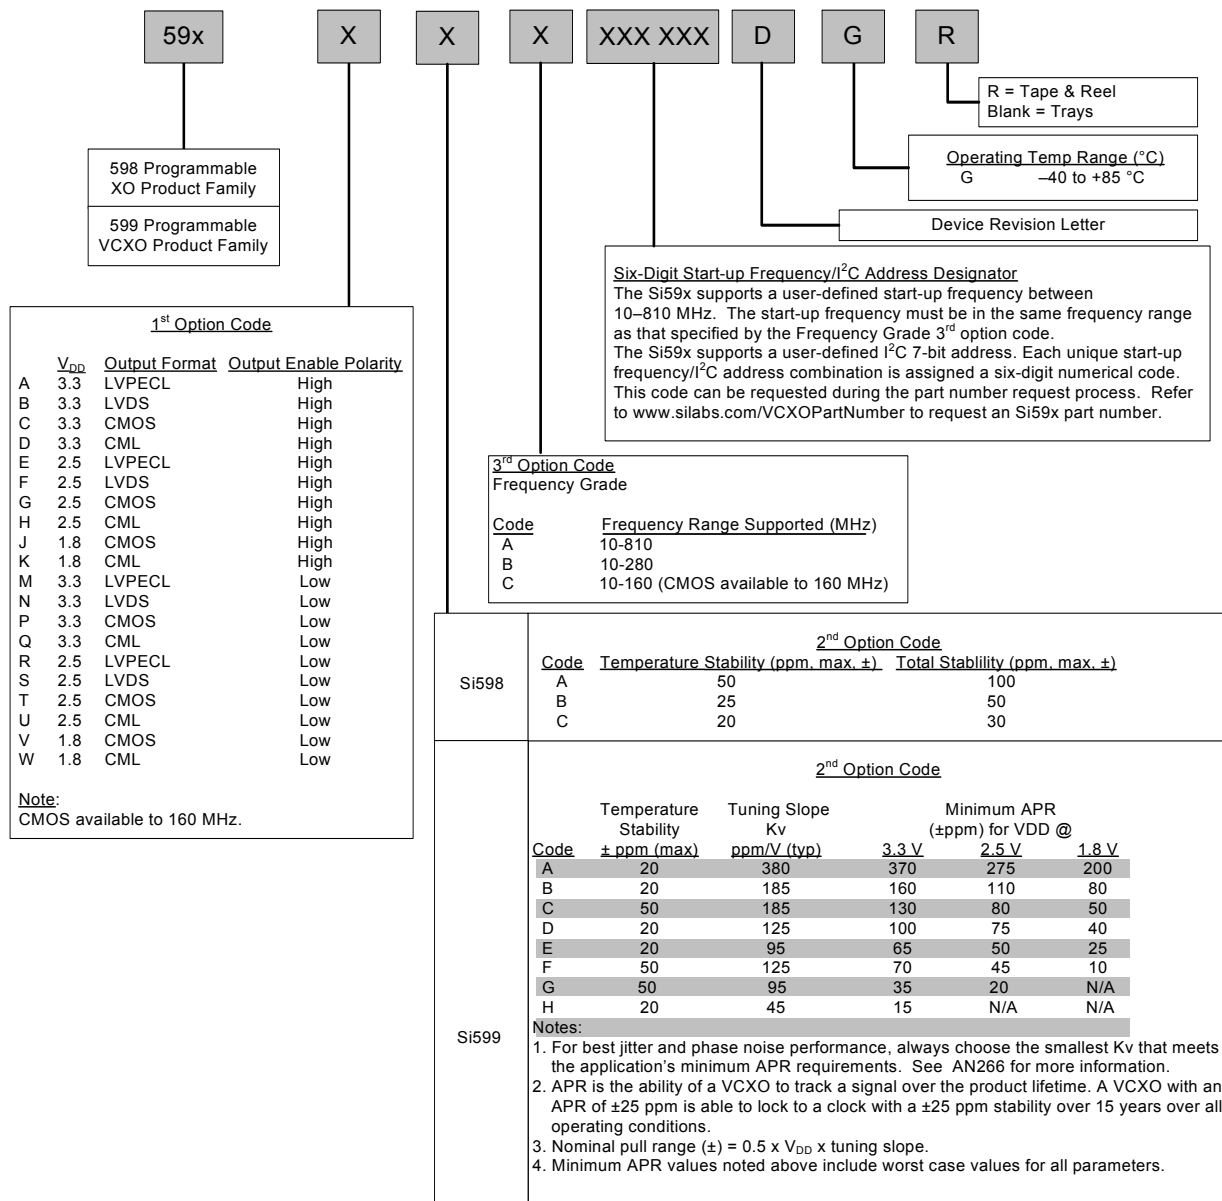 59x X X X XXX XXX D G R
R = Tape & Reel
Blank = Trays
Operating Temp Range (°C)
G –40 to +85 °C
Device Revision Letter
598 Programmable
XO Product Family
599 Programmable
VCXO Product Family
Six-Digit Start-up Frequency/I²C Address Designator
The Si59x supports a user-defined start-up frequency between
10–810 MHz. The start-up frequency must be in the same frequency range
as that specified by the Frequency Grade 3rd option code.
The Si59x supports a user-defined I²C 7-bit address. Each unique start-up
frequency/I²C address combination is assigned a six-digit numerical code.
This code can be requested during the part number request process. Refer
to www.silabs.com/VCXOPartNumber to request an Si59x part number.
1st Option Code
VDD Output Format Output Enable Polarity
A 3.3 LVPECL High
B 3.3 LVDS High
C 3.3 CMOS High
D 3.3 CML High
E 2.5 LVPECL High
F 2.5 LVDS High
G 2.5 CMOS High
H 2.5 CML High
J 1.8 CMOS High
K 1.8 CML High
M 3.3 LVPECL Low
N 3.3 LVDS Low
P 3.3 CMOS Low
Q 3.3 CML Low
R 2.5 LVPECL Low
S 2.5 LVDS Low
T 2.5 CMOS Low
U 2.5 CML Low
V 1.8 CMOS Low
W 1.8 CML Low
Note:
CMOS available to 160 MHz.
3rd Option Code
Frequency Grade
Code Frequency Range Supported (MHz)
A 10-810
B 10-280
C 10-160 (CMOS available to 160 MHz)
Si598
2nd Option Code
Code Temperature Stability (ppm, max, ±) Total Stablility (ppm, max, ±)
A 50 100
B 25 50
C 20 30
Si599
2nd Option Code
Temperature Tuning Slope Minimum APR
Stability Kv (±ppm) for VDD @
Code ± ppm (max) ppm/V (typ) 3.3 V 2.5 V 1.8 V
A 20 380 370 275 200
B 20 185 160 110 80
C 50 185 130 80 50
D 20 125 100 75 40
E 20 95 65 50 25
F 50 125 70 45 10
G 50 95 35 20 N/A
H 20 45 15 N/A N/A
Notes:
1. For best jitter and phase noise performance, always choose the smallest Kv that meets
the application's minimum APR requirements. See AN266 for more information.
2. APR is the ability of a VCXO to track a signal over the product lifetime. A VCXO with an
APR of ±25 ppm is able to lock to a clock with a ±25 ppm stability over 15 years over all
operating conditions.
3. Nominal pull range (±) = 0.5 x VDD x tuning slope.
4. Minimum APR values noted above include worst case values for all parameters.